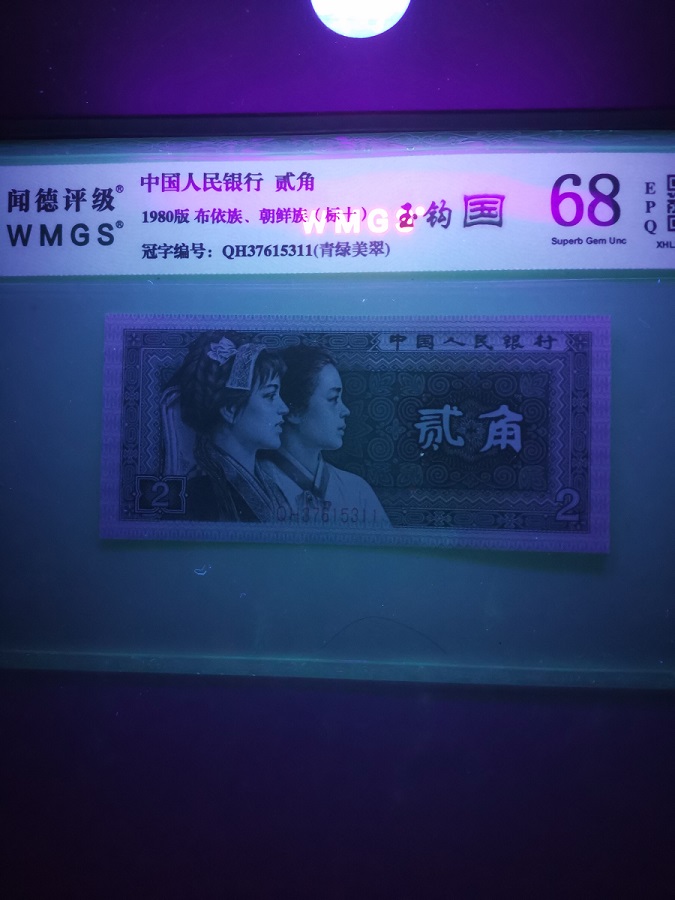 闻德评级®
WMGS®
中国人民银行 贰角
1980版 布依族、朝鲜族（标十）
冠字编号：QH37615311(青绿美翠)
WMGS®
玉钩国
68
Superb Gem Unc
E
P
Q
XHL
中国人民银行
贰角
2
2
QH37615311